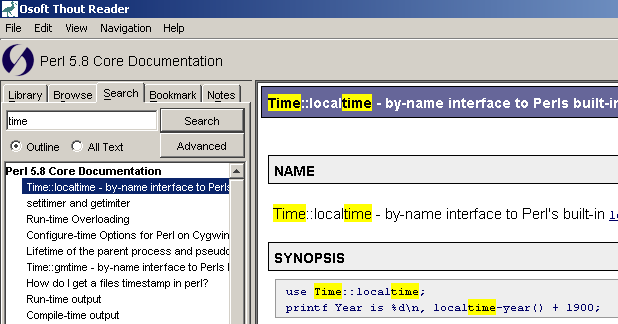 Osoft Thout Reader
File Edit View Navigation Help
Perl 5.8 Core Documentation
Library Browse Search Bookmark Notes
time Search
Outline All Text Advanced
Perl 5.8 Core Documentation
Time::localtime - by-name interface to Perls
setitimer and getimiter
Run-time Overloading
Configure-time Options for Perl on Cygwin
Lifetime of the parent process and pseudo
Time::gmtime - by-name interface to Perls
How do I get a files timestamp in perl?
Run-time output
Compile-time output
Time::localtime - by-name interface to Perls built-in
NAME
Time::localtime - by-name interface to Perl's built-in
SYNOPSIS
use Time::localtime;
printf Year is %d\n, localtime-year() + 1900;